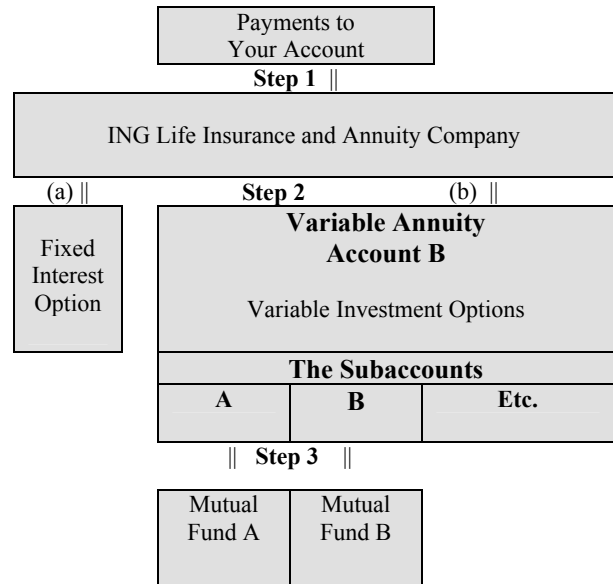 Payments to
Your Account
Step 1 ||
ING Life Insurance and Annuity Company
(a) || Step 2 (b) ||
Fixed
Interest
Option
Variable Annuity
Account B
Variable Investment Options
The Subaccounts
A B Etc.
|| Step 3 ||
Mutual
Fund A
Mutual
Fund B